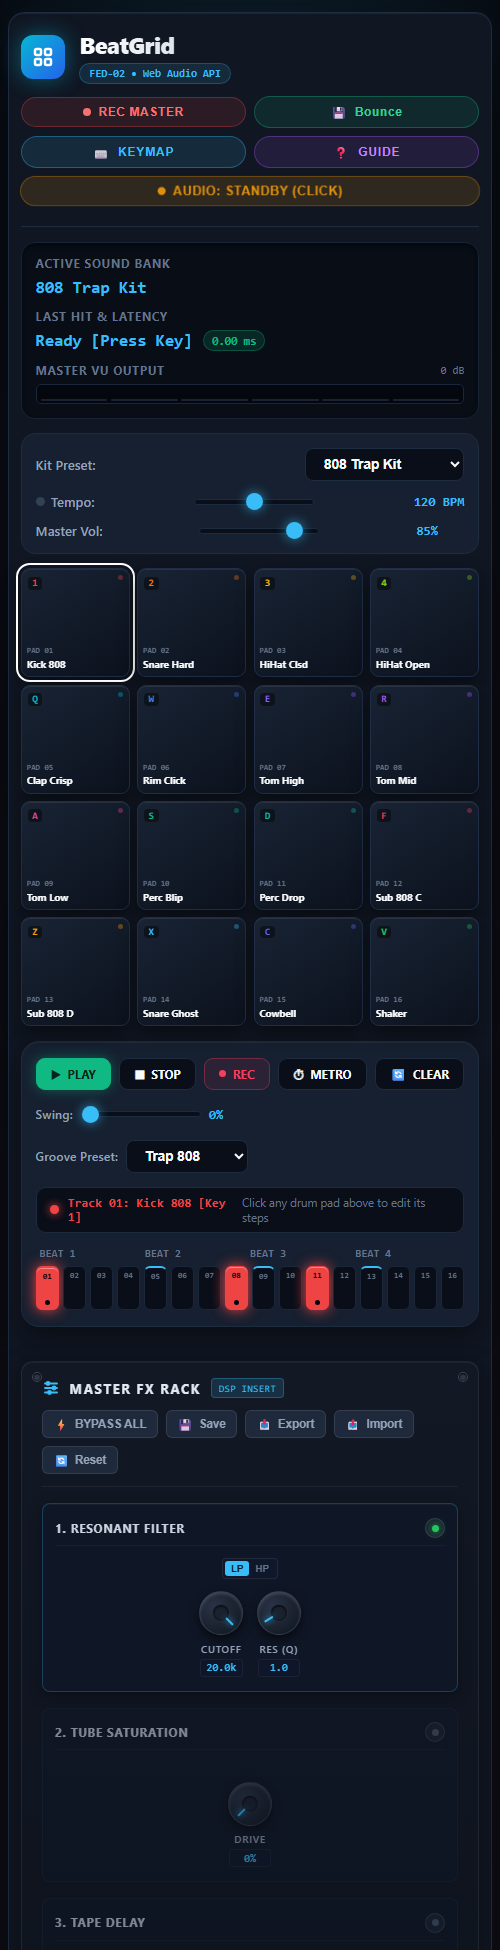 BeatGrid
FED-02 • Web Audio API
REC MASTER
Bounce
KEYMAP
GUIDE
AUDIO: STANDBY (CLICK)
ACTIVE SOUND BANK
808 Trap Kit
LAST HIT & LATENCY
Ready [Press Key] 0.00 ms
MASTER VU OUTPUT 0 dB
Kit Preset: 808 Trap Kit
Tempo: 120 BPM
Master Vol: 85%
1
PAD 01
Kick 808
2
PAD 02
Snare Hard
3
PAD 03
HiHat Clsd
4
PAD 04
HiHat Open
Q
PAD 05
Clap Crisp
W
PAD 06
Rim Click
E
PAD 07
Tom High
R
PAD 08
Tom Mid
A
PAD 09
Tom Low
S
PAD 10
Perc Blip
D
PAD 11
Perc Drop
F
PAD 12
Sub 808 C
Z
PAD 13
Sub 808 D
X
PAD 14
Snare Ghost
C
PAD 15
Cowbell
V
PAD 16
Shaker
PLAY STOP REC METRO CLEAR
Swing: 0%
Groove Preset: Trap 808
Track 01: Kick 808 [Key
1]
Click any drum pad above to edit its
steps
BEAT 1 BEAT 2 BEAT 3 BEAT 4
01 02 03 04 05 06 07 08 09 10 11 12 13 14 15 16
MASTER FX RACK DSP INSERT
BYPASS ALL Save Export Import
Reset
1. RESONANT FILTER
LP HP
CUTOFF RES (Q)
20.0k 1.0
2. TUBE SATURATION
DRIVE
0%
3. TAPE DELAY